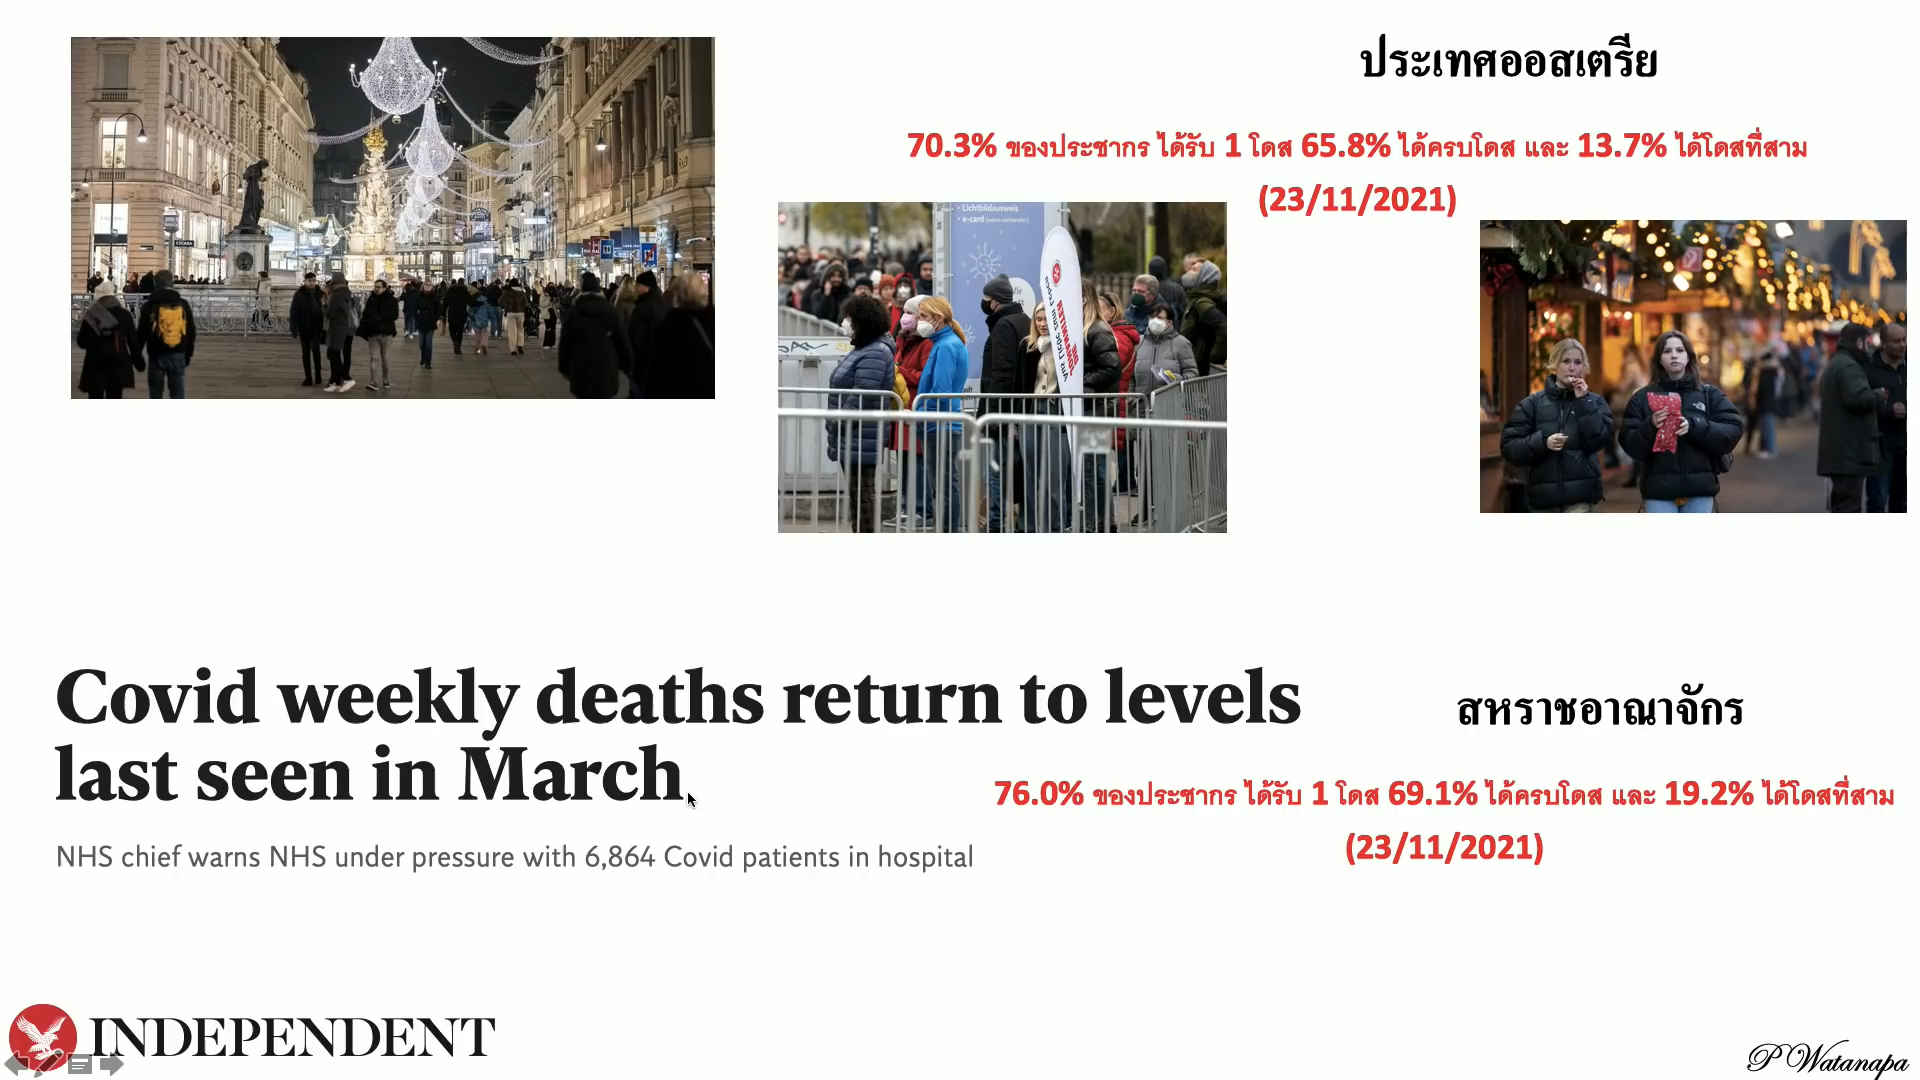 ประเทศออสเตรีย
70.3% ของประชากร ได้รับ 1 โดส 65.8% ได้ครบโดส และ 13.7% ได้โดสที่สาม
(23/11/2021)
• Lichtbildausweis
• e-card
Covid weekly deaths return to levels
last seen in March
สหราชอาณาจักร
76.0% ของประชากร ได้รับ 1 โดส 69.1% ได้ครบโดส และ 19.2% ได้โดสที่สาม
(23/11/2021)
NHS chief warns NHS under pressure with 6,864 Covid patients in hospital
INDEPENDENT
P Watanapa